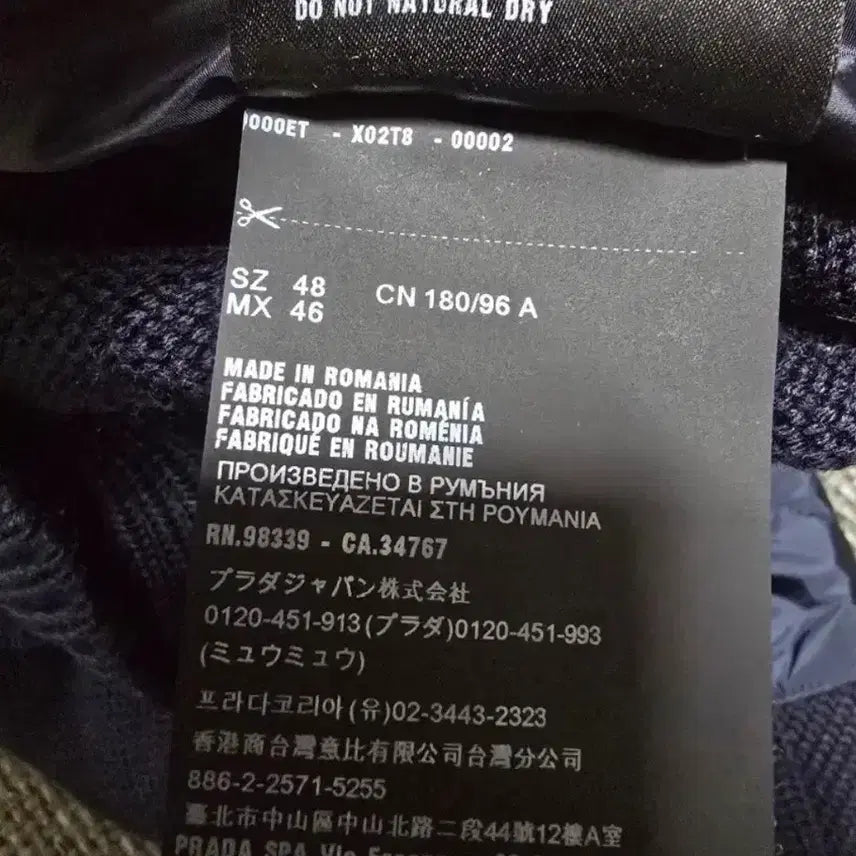 DO NOT NATURAL DRY
000ET - X02T8 - 00002
SZ 48 CN 180/96 A
MX 46
MADE IN ROMANIA
FABRICADO EN RUMANÍA
FABRICADO NA ROMÉNIA
FABRIQUÉ EN ROUMANIE
ПРОИЗВЕДЕНО В РУМЪНИЯ
ΚΑΤΑΣΚΕΥΑΖΕΤΑΙ ΣΤΗ ΡΟΥΜΑΝΙΑ
RN.98339 - CA.34767
プラダジャパン株式会社
0120-451-913(プラダ)0120-451-993
(ミュウミュウ)
프라다코리아(유)02-3443-2323
香港商台灣意比有限公司台灣分公司
886-2-2571-5255
臺北市中山區中山北路二段44號12樓A室
PRADA SPA Via